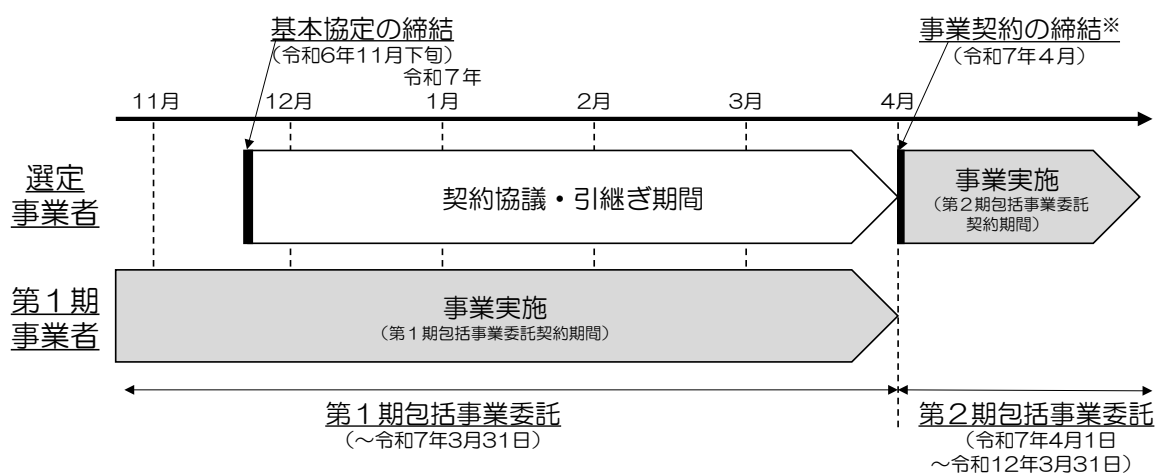 基本協定の締結
(令和6年11月下旬)
事業契約の締結※
(令和7年4月)
令和7年
11月 12月 1月 2月 3月 4月
選定
事業者
契約協議・引継ぎ期間
事業実施
(第2期包括事業委託
契約期間)
第1期
事業者
事業実施
(第1期包括事業委託契約期間)
第1期包括事業委託
(～令和7年3月31日)
第2期包括事業委託
(令和7年4月1日
～令和12年3月31日)